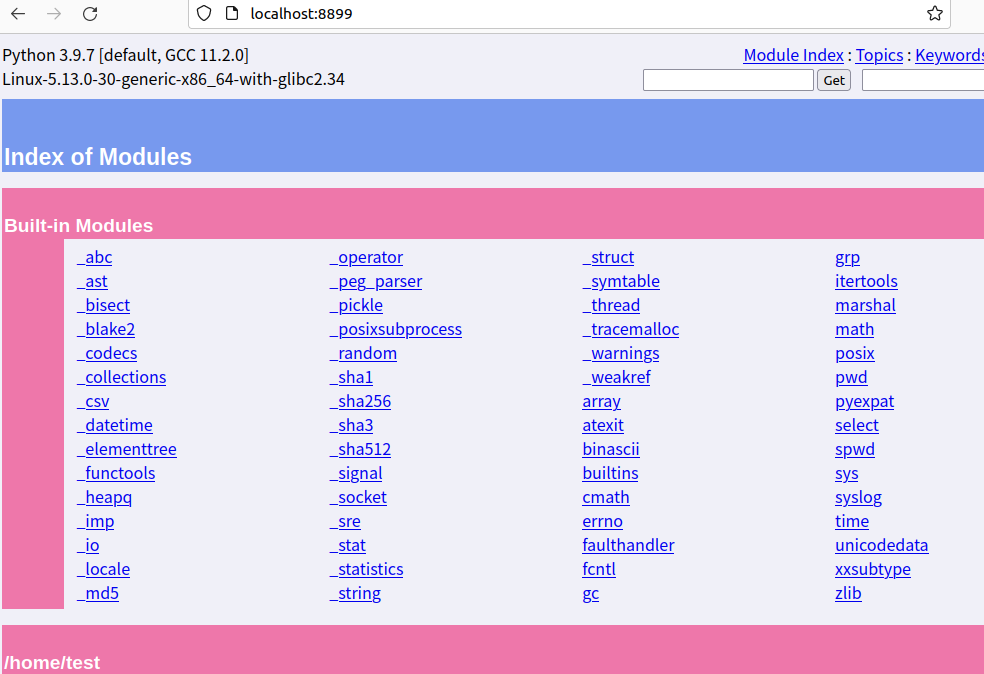 localhost:8899
Python 3.9.7 [default, GCC 11.2.0] Module Index : Topics : Keywords
Linux-5.13.0-30-generic-x86_64-with-glibc2.34 Get
Index of Modules
Built-in Modules
_abc _operator _struct grp
_ast _peg_parser _symtable itertools
_bisect _pickle _thread marshal
_blake2 _posixsubprocess _tracemalloc math
_codecs _random _warnings posix
_collections _sha1 _weakref pwd
_csv _sha256 array pyexpat
_datetime _sha3 atexit select
_elementtree _sha512 binascii spwd
_functools _signal builtins sys
_heapq _socket cmath syslog
_imp _sre errno time
_io _stat faulthandler unicodedata
_locale _statistics fcntl xxsubtype
_md5 _string gc zlib
/home/test